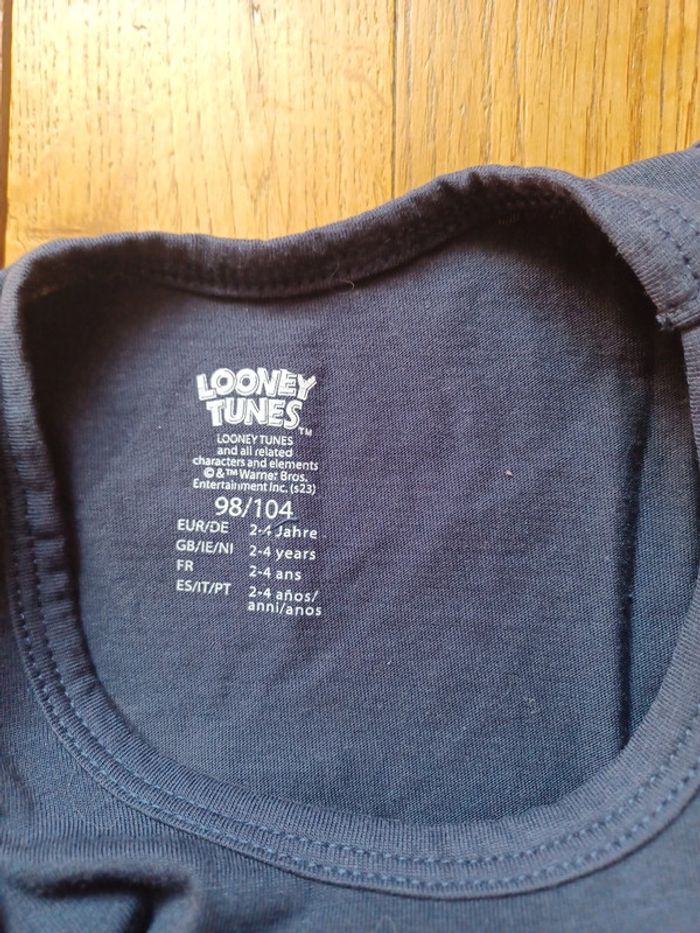 LOONEY
TUNES™
LOONEY TUNES
and all related
characters and elements
© & ™ Warner Bros.
Entertainment Inc. (s23)
98/104
EUR/DE 2-4 Jahre
GB/IE/NI 2-4 years
FR 2-4 ans
ES/IT/PT 2-4 años/
anni/anos